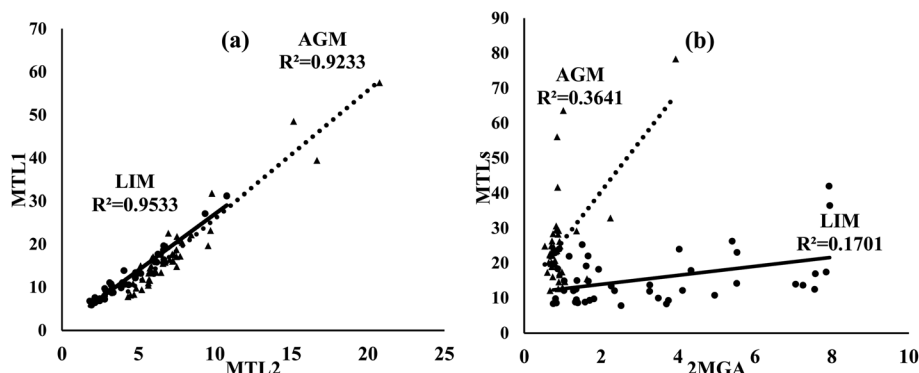 (a)
AGM
R²=0.9233
LIM
R²=0.9533
MTL1
70
60
50
40
30
20
10
0
0 5 10 15 20 25
MTL2
(b)
AGM
R²=0.3641
LIM
R²=0.1701
MTLs
90
80
70
60
50
40
30
20
10
0
0 2 4 6 8 10
2MGA